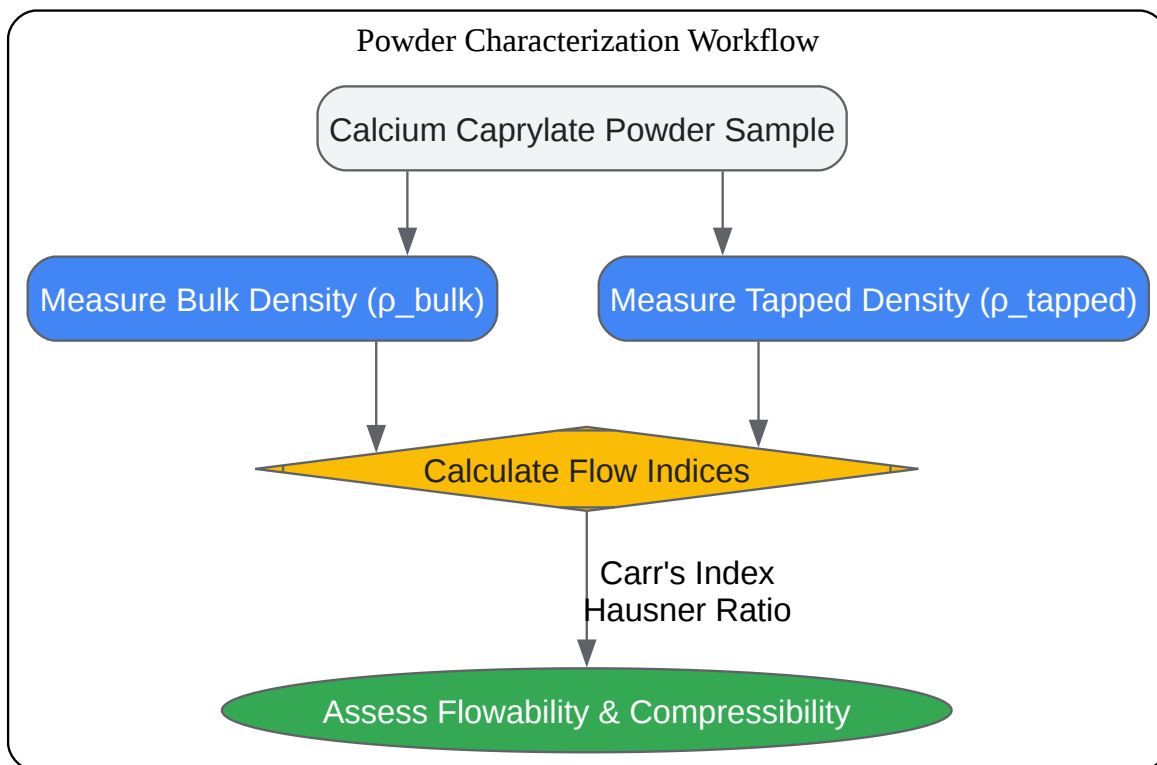 Powder Characterization Workflow
Calcium Caprylate Powder Sample
Measure Bulk Density (ρ_bulk)
Measure Tapped Density (ρ_tapped)
Calculate Flow Indices
Carr's Index
Hausner Ratio
Assess Flowability & Compressibility